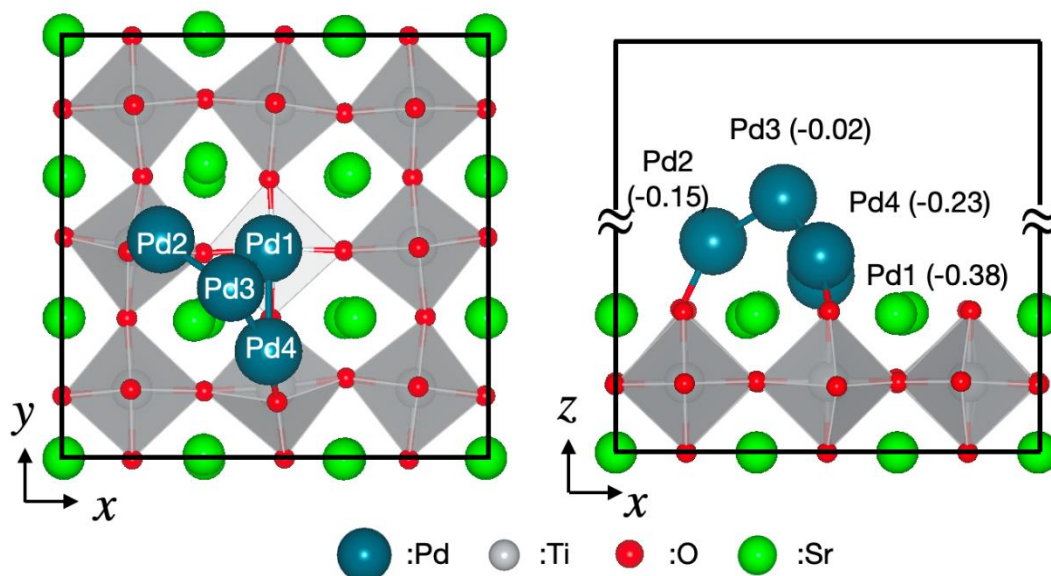 Pd2
Pd1
Pd3
Pd4
y
x
Pd3 (-0.02)
Pd2
(-0.15)
Pd4 (-0.23)
Pd1 (-0.38)
z
x
:Pd :Ti :O :Sr